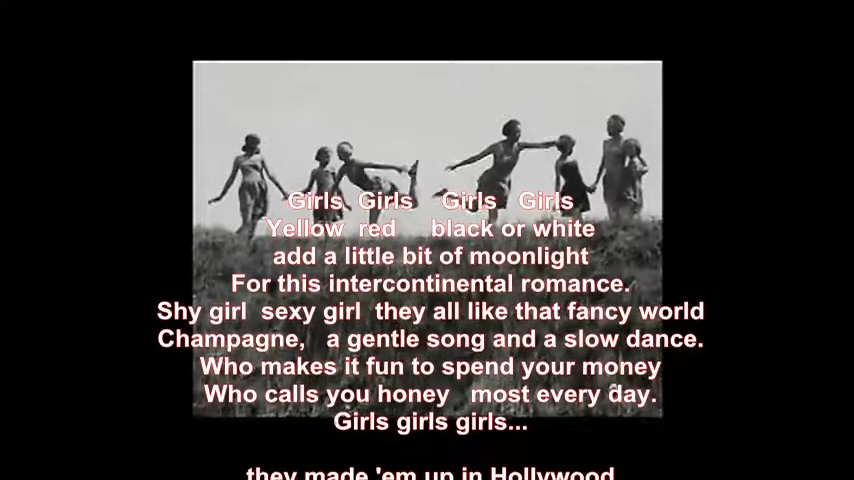 Girls Girls Girls Girls
Yellow red black or white
add a little bit of moonlight
For this intercontinental romance.
Shy girl sexy girl they all like that fancy world
Champagne, a gentle song and a slow dance.
Who makes it fun to spend your money
Who calls you honey most every day.
Girls girls girls...
they made 'em up in Hollywood